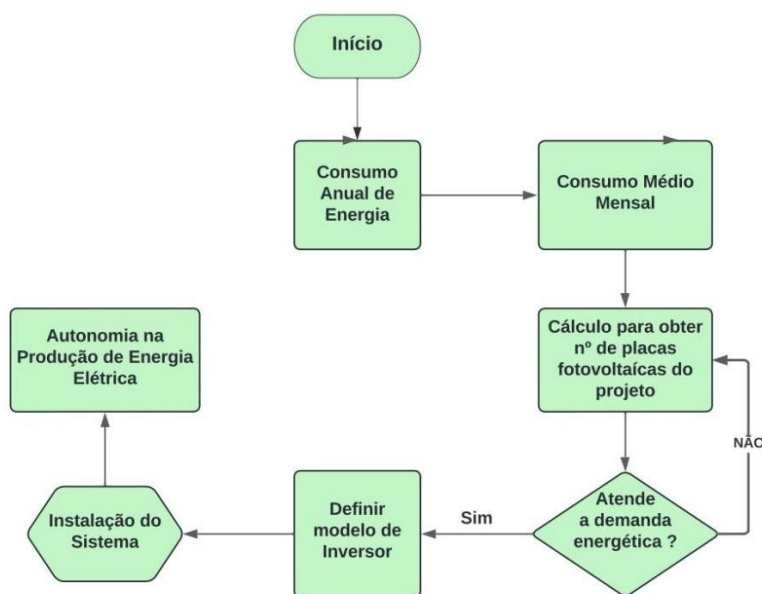 Início
Consumo
Anual de
Energia
Consumo Médio
Mensal
Cálculo para obter
nº de placas
fotovoltaícas do
projeto
NÃO
Atende
a demanda
energética ?
Sim
Definir
modelo de
Inversor
Instalação do
Sistema
Autonomia na
Produção de Energia
Elétrica